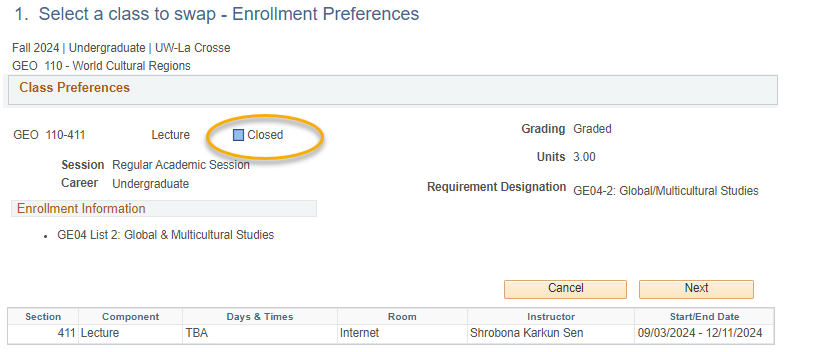 1. Select a class to swap - Enrollment Preferences
Fall 2024 | Undergraduate | UW-La Crosse
GEO 110 - World Cultural Regions
Class Preferences
GEO 110-411 Lecture Closed
Session Regular Academic Session
Career Undergraduate
Grading Graded
Units 3.00
Requirement Designation GE04-2: Global/Multicultural Studies
Enrollment Information
• GE04 List 2: Global & Multicultural Studies
Cancel Next
Section Component Days & Times Room Instructor Start/End Date
411 Lecture TBA Internet Shrobona Karkun Sen 09/03/2024 - 12/11/2024